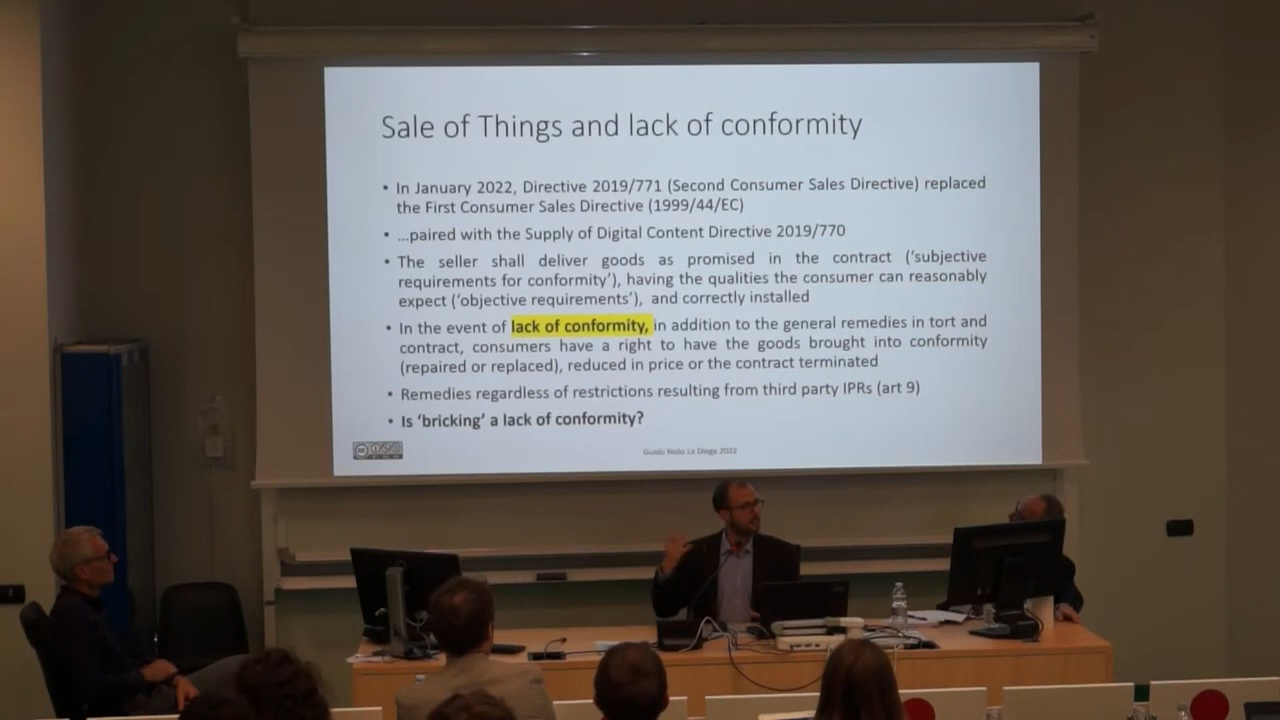 Sale of Things and lack of conformity
• In January 2022, Directive 2019/771 (Second Consumer Sales Directive) replaced
the First Consumer Sales Directive (1999/44/EC)
• ...paired with the Supply of Digital Content Directive 2019/770
• The seller shall deliver goods as promised in the contract (‘subjective
requirements for conformity’), having the qualities the consumer can reasonably
expect (‘objective requirements’), and correctly installed
• In the event of lack of conformity, in addition to the general remedies in tort and
contract, consumers have a right to have the goods brought into conformity
(repaired or replaced), reduced in price or the contract terminated
• Remedies regardless of restrictions resulting from third party IPRs (art 9)
• Is ‘bricking’ a lack of conformity?
Guido Noto La Diega 2022